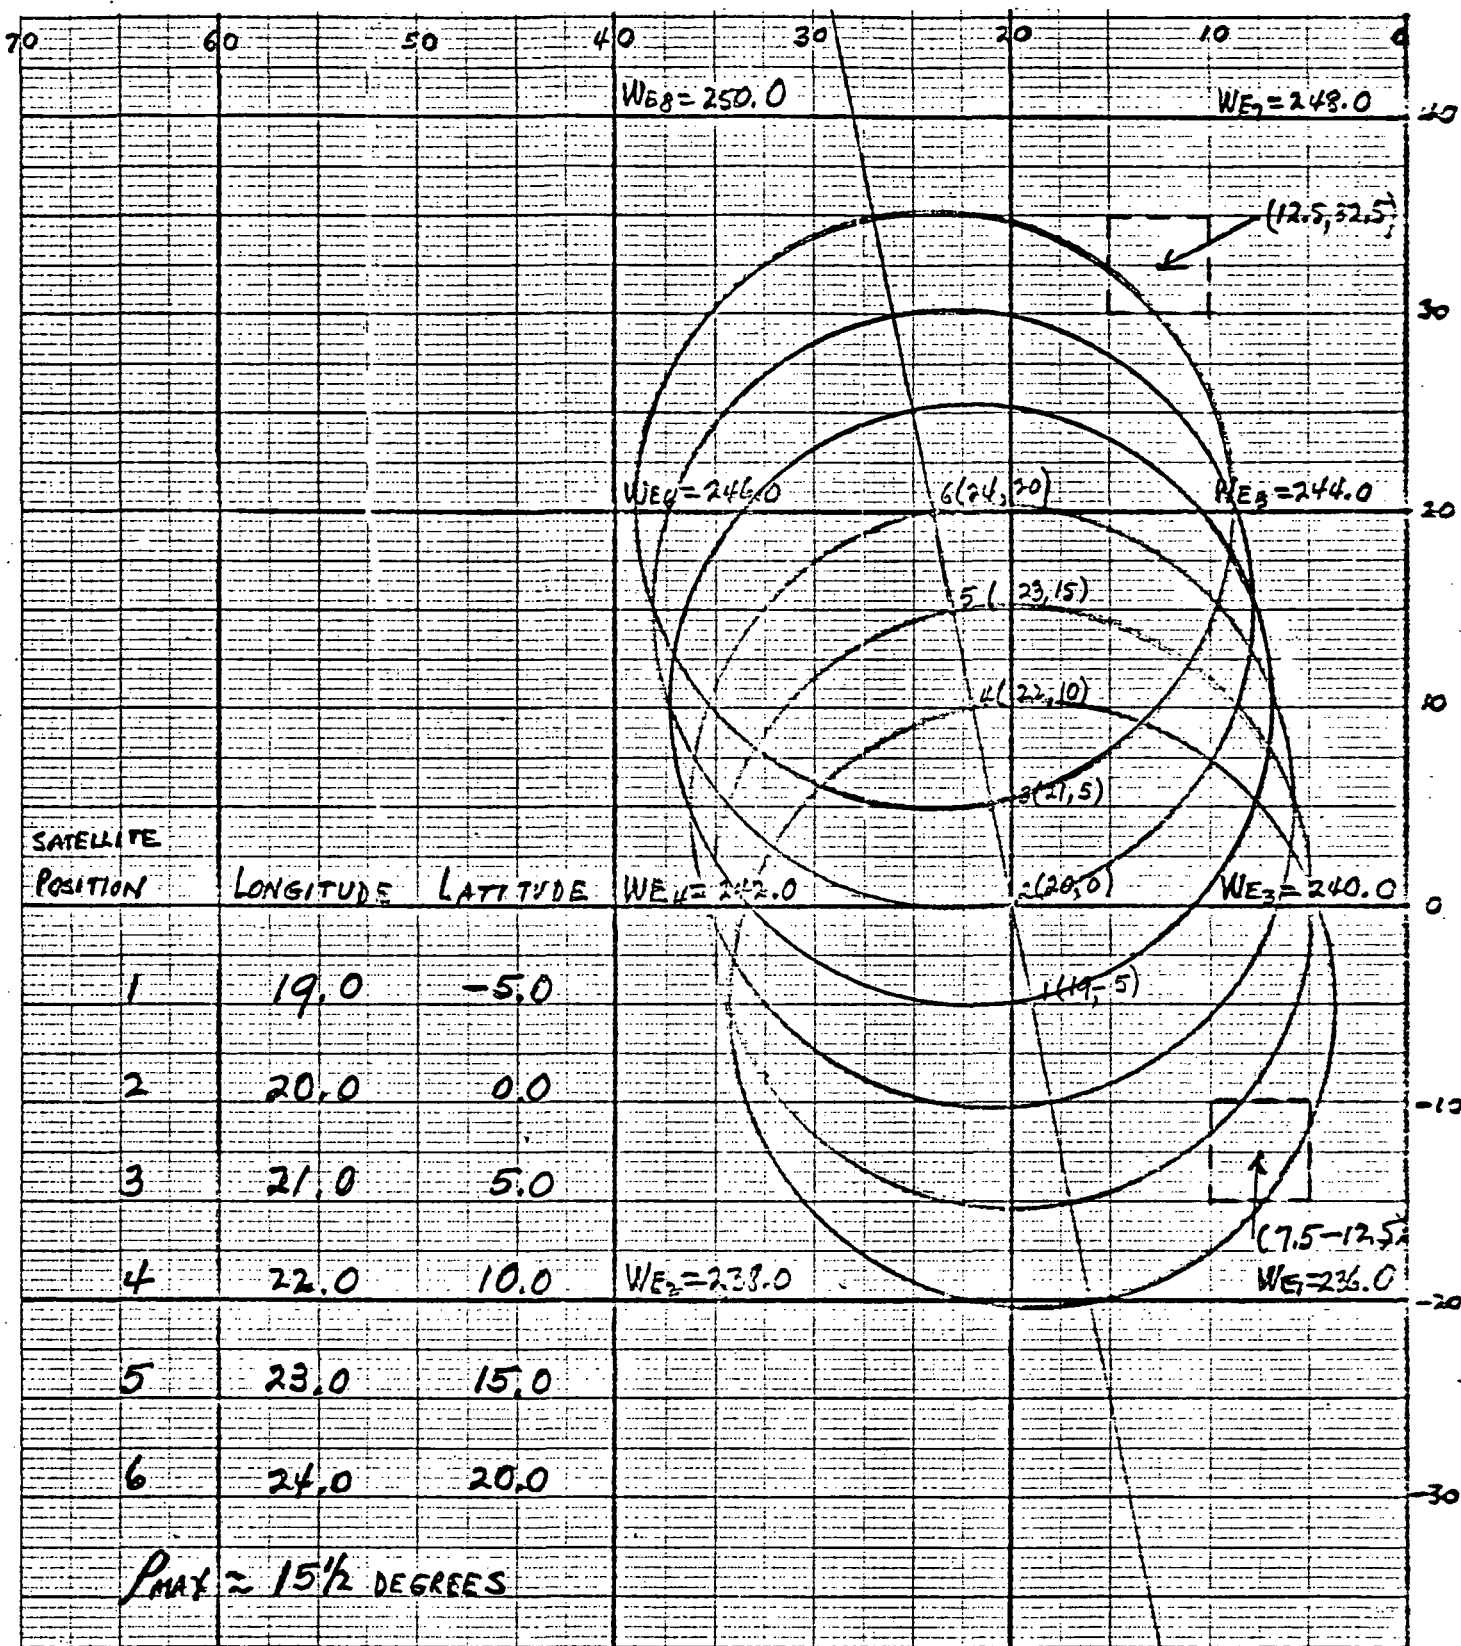 70 60 50 40 30 20 10 0
WE8=250.0 WE7=248.0
40
(12.5,32.5)
30
WE6=246.0 6(24,20) WE5=244.0
20
5(23,15)
4(22,10)
10
3(21,5)
SATELLITE
POSITION LONGITUDE LATITUDE WE4=242.0 2(20,0) WE3=240.0
0
1 19.0 -5.0 1(19,-5)
2 20.0 0.0
-10
3 21.0 5.0
(7.5-12.5)
4 22.0 10.0 WE2=238.0 WE1=236.0
-20
5 23.0 15.0
6 24.0 20.0
-30
ρMAX ≈ 15 1/2 DEGREES